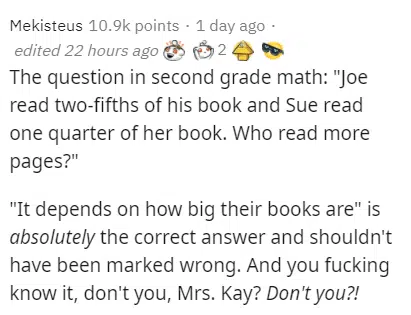 Mekisteus 10.9k points · 1 day ago ·
edited 22 hours ago 2
The question in second grade math: "Joe
read two-fifths of his book and Sue read
one quarter of her book. Who read more
pages?"
"It depends on how big their books are" is
absolutely the correct answer and shouldn't
have been marked wrong. And you fucking
know it, don't you, Mrs. Kay? Don't you?!